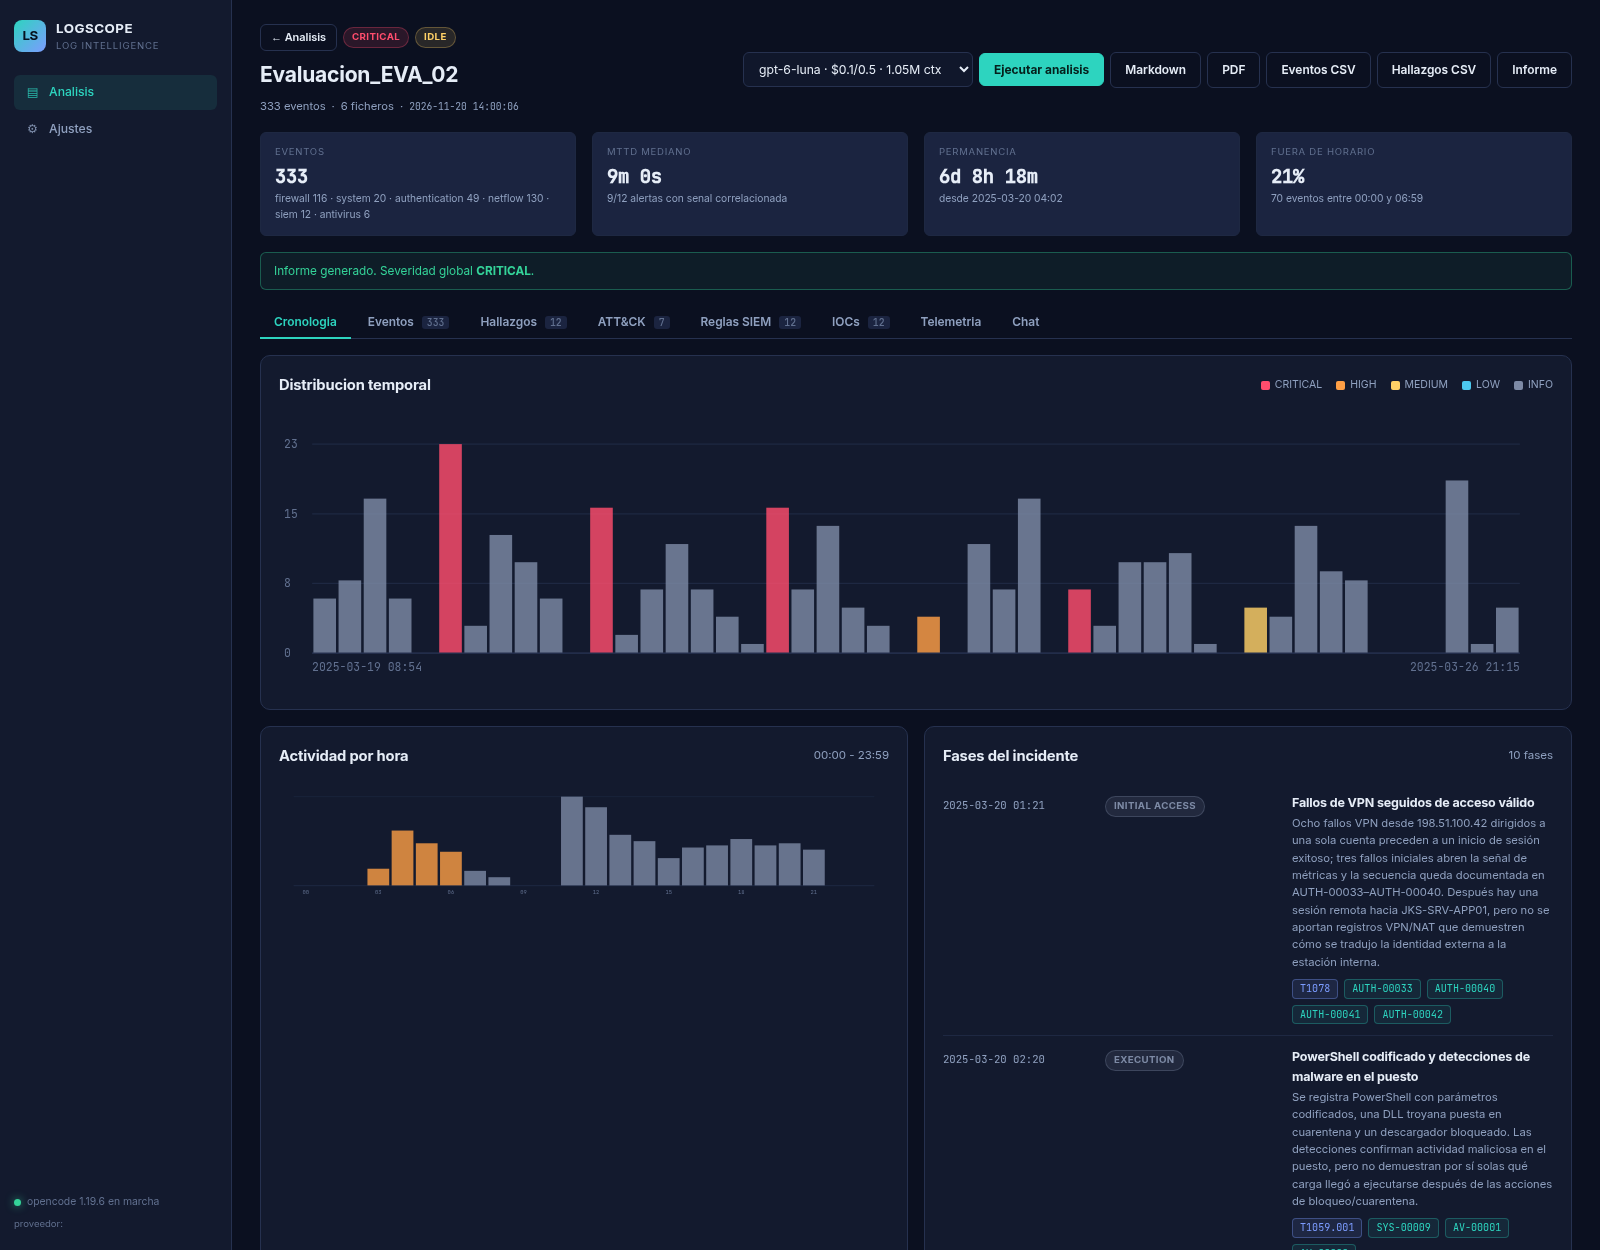 LS
LOGSCOPE
LOG INTELLIGENCE
▤ Analisis
⚙ Ajustes
opencode 1.19.6 en marcha
proveedor:
← Analisis
CRITICAL
IDLE
Evaluacion_EVA_02
333 eventos · 6 ficheros · 2026-11-20 14:00:06
gpt-6-luna · $0.1/0.5 · 1.05M ctx
Ejecutar analisis
Markdown
PDF
Eventos CSV
Hallazgos CSV
Informe
EVENTOS
333
firewall 116 · system 20 · authentication 49 · netflow 130 ·
siem 12 · antivirus 6
MTTD MEDIANO
9m 0s
9/12 alertas con senal correlacionada
PERMANENCIA
6d 8h 18m
desde 2025-03-20 04:02
FUERA DE HORARIO
21%
70 eventos entre 00:00 y 06:59
Informe generado. Severidad global CRITICAL.
Cronologia
Eventos 333
Hallazgos 12
ATT&CK 7
Reglas SIEM 12
IOCs 12
Telemetria
Chat
Distribucion temporal
CRITICAL
HIGH
MEDIUM
LOW
INFO
23
15
8
0
2025-03-19 08:54
2025-03-26 21:15
Actividad por hora
00:00 - 23:59
00
03
06
09
12
15
18
21
Fases del incidente
10 fases
2025-03-20 01:21
INITIAL ACCESS
Fallos de VPN seguidos de acceso válido
Ocho fallos VPN desde 198.51.100.42 dirigidos a
una sola cuenta preceden a un inicio de sesión
exitoso; tres fallos iniciales abren la señal de
métricas y la secuencia queda documentada en
AUTH-00033–AUTH-00040. Después hay una
sesión remota hacia JKS-SRV-APP01, pero no se
aportan registros VPN/NAT que demuestren
cómo se tradujo la identidad externa a la
estación interna.
T1078
AUTH-00033
AUTH-00040
AUTH-00041
AUTH-00042
2025-03-20 02:20
EXECUTION
PowerShell codificado y detecciones de
malware en el puesto
Se registra PowerShell con parámetros
codificados, una DLL troyana puesta en
cuarentena y un descargador bloqueado. Las
detecciones confirman actividad maliciosa en el
puesto, pero no demuestran por sí solas qué
carga llegó a ejecutarse después de las acciones
de bloqueo/cuarentena.
T1059.001
SYS-00009
AV-00001